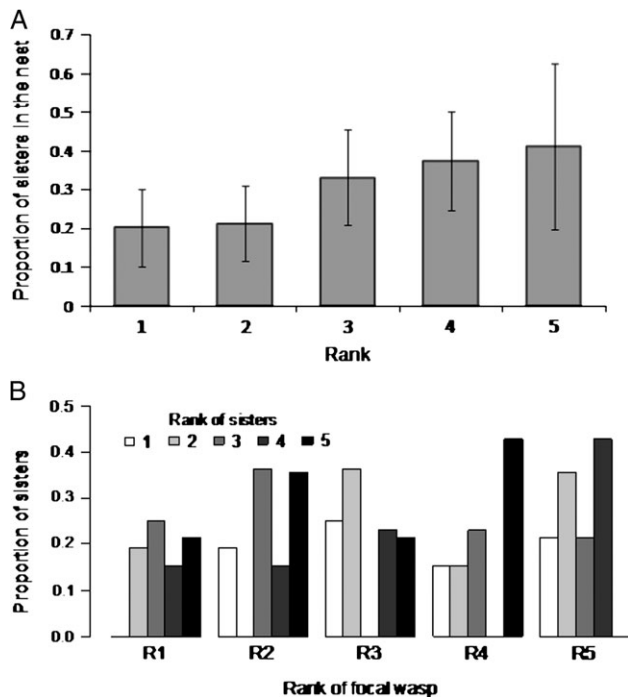 A
Proportion of sisters in the nest
0.7
0.6
0.5
0.4
0.3
0.2
0.1
0
1 2 3 4 5
Rank
B
Proportion of sisters
0.5
0.4
0.3
0.2
0.1
0.0
Rank of sisters
1 2 3 4 5
R1 R2 R3 R4 R5
Rank of focal wasp